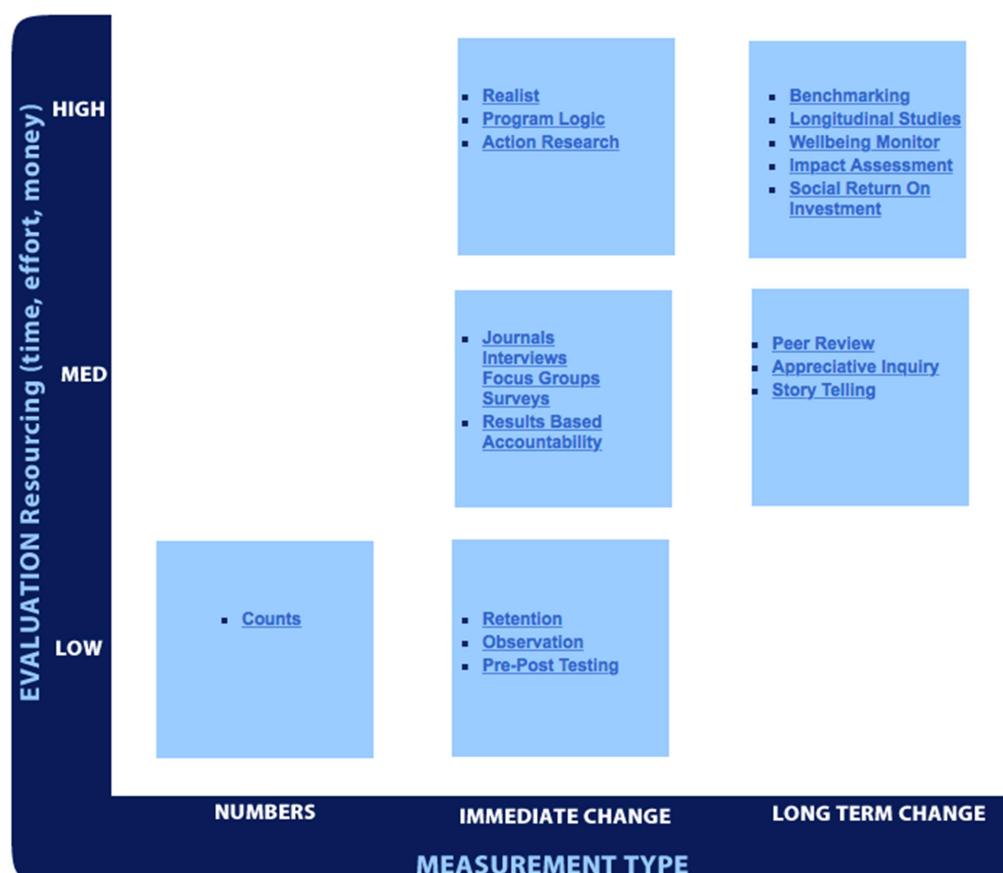 EVALUATION Resourcing (time, effort, money)
HIGH
▪ Realist
▪ Program Logic
▪ Action Research
▪ Benchmarking
▪ Longitudinal Studies
▪ Wellbeing Monitor
▪ Impact Assessment
▪ Social Return On
Investment
MED
▪ Journals
Interviews
Focus Groups
Surveys
▪ Results Based
Accountability
▪ Peer Review
▪ Appreciative Inquiry
▪ Story Telling
LOW
▪ Counts
▪ Retention
▪ Observation
▪ Pre-Post Testing
NUMBERS
IMMEDIATE CHANGE
LONG TERM CHANGE
MEASUREMENT TYPE